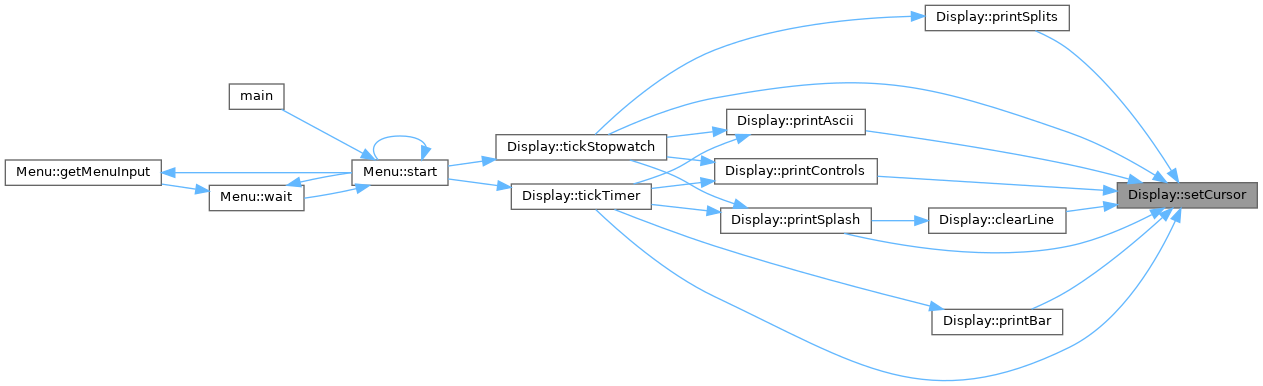 Display::printSplits
main
Display::printAscii
Display::tickStopwatch
Menu::getMenuInput
Menu::start
Display::printControls
Menu::wait
Display::tickTimer
Display::setCursor
Display::printSplash
Display::clearLine
Display::printBar